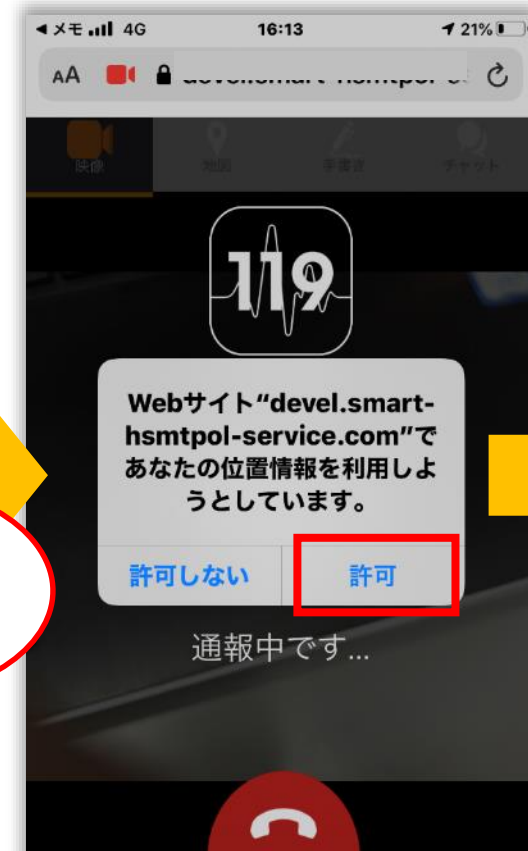 メモ 4G 16:13 21%
AA
映像 地図 手書き チャット
119
Webサイト“devel.smart-
hsmtpol-service.com”で
あなたの位置情報を利用しよ
うとしています。
許可しない 許可
通報中です...